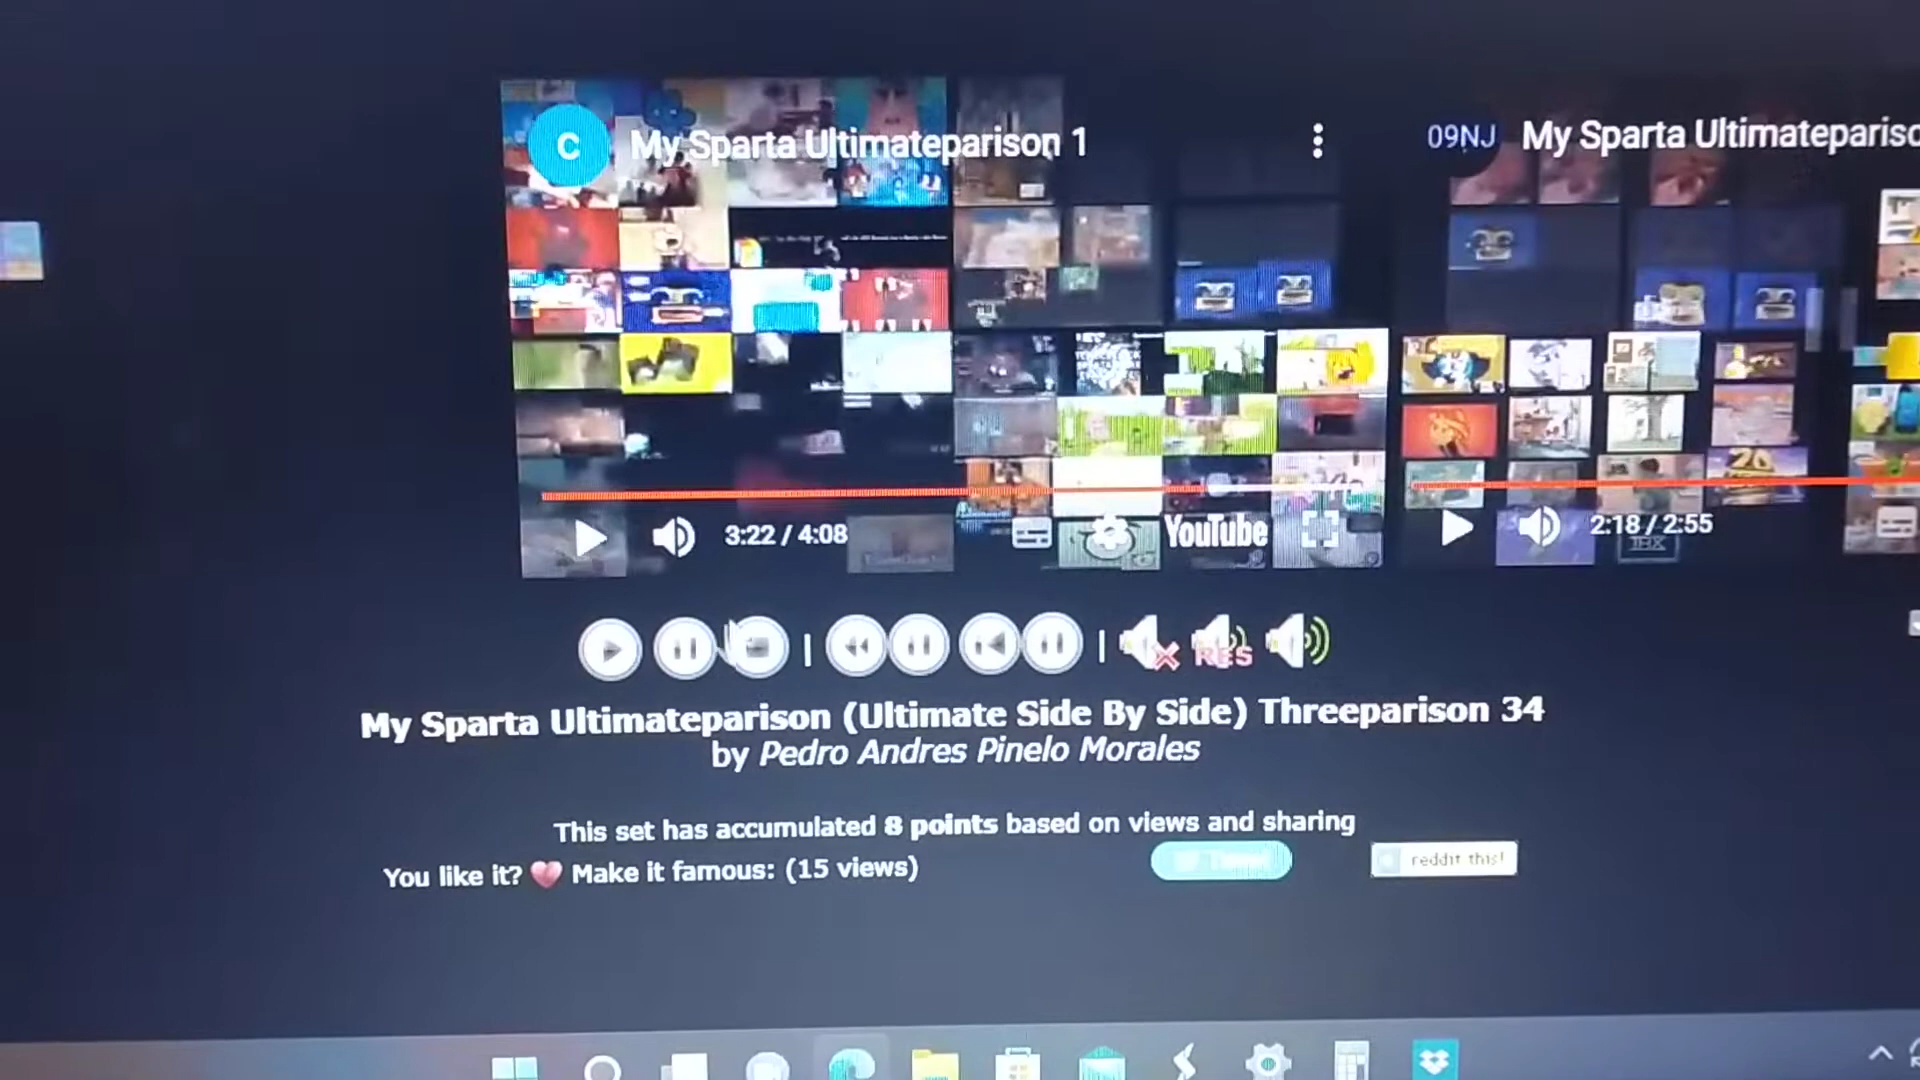 C My Sparta Ultimateparison 1
09NJ My Sparta Ultimatepariso
20
3:22 / 4:08
YouTube
2:18 / 2:55
THX
RES
My Sparta Ultimateparison (Ultimate Side By Side) Threeparison 34
by Pedro Andres Pinelo Morales
This set has accumulated 8 points based on views and sharing
You like it? Make it famous: (15 views)
reddit this!